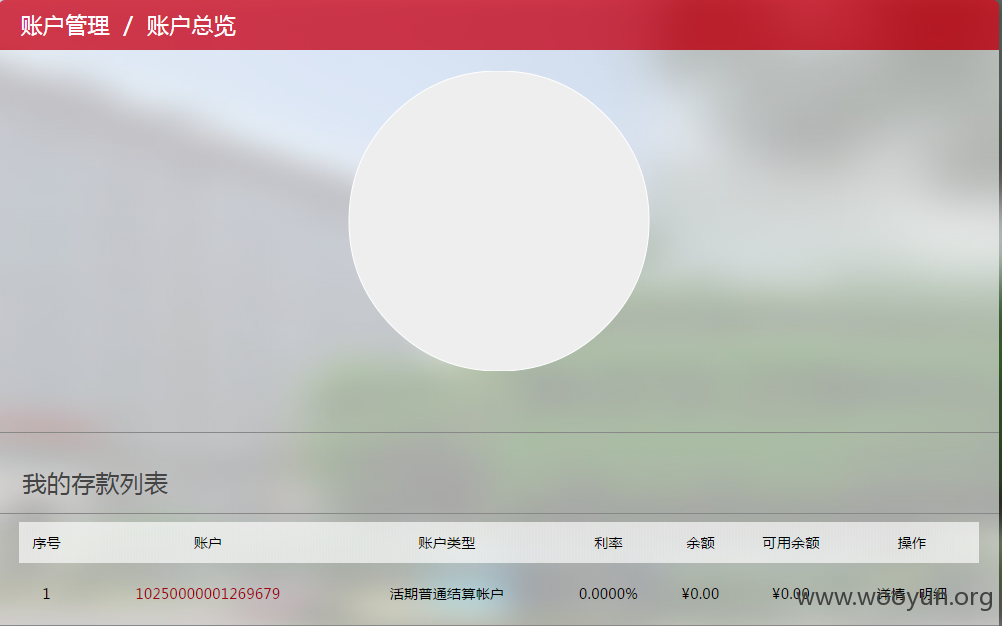 账户管理 / 账户总览
我的存款列表
序号 账户 账户类型 利率 余额 可用余额 操作
1 10250000001269679 活期普通结算帐户 0.0000% ¥0.00 ¥0.00 详情 明细
www.wooyun.org